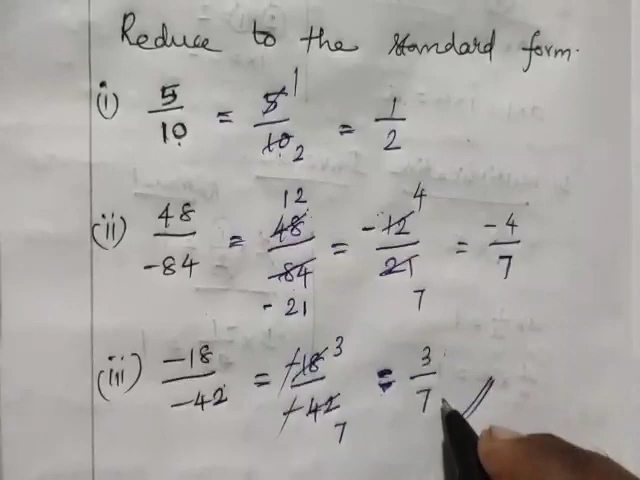 Reduce to the standard form.
(i) 5/10 = 5/10 1 2 = 1/2
(ii) 48/-84 = 48/-84 12 -21 = -12/21 4 7 = -4/7
(iii) -18/-42 = -18/-42 3 7 = 3/7